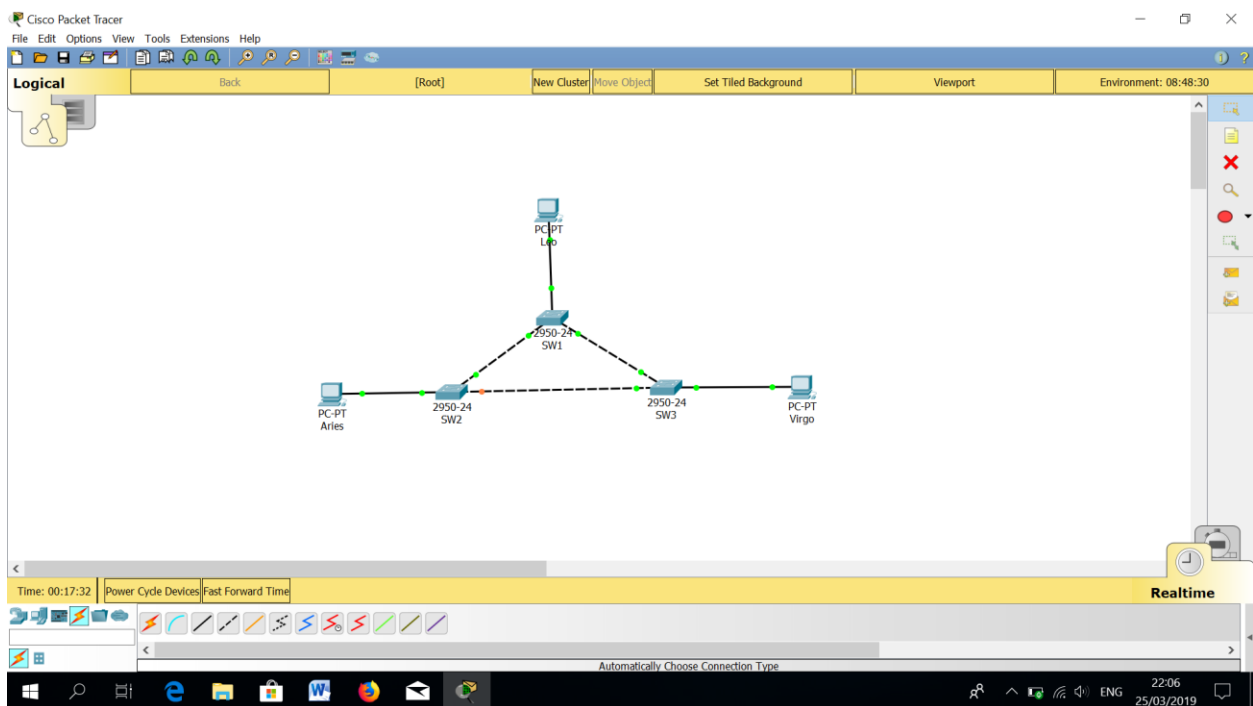 Cisco Packet Tracer
File Edit Options View Tools Extensions Help
Logical Back [Root] New Cluster Move Object Set Tiled Background Viewport Environment: 08:48:30
PC-PT
Leo
2950-24
SW1
PC-PT
Aries
2950-24
SW2
2950-24
SW3
PC-PT
Virgo
Time: 00:17:32 Power Cycle Devices Fast Forward Time Realtime
Automatically Choose Connection Type
ENG 22:06
25/03/2019